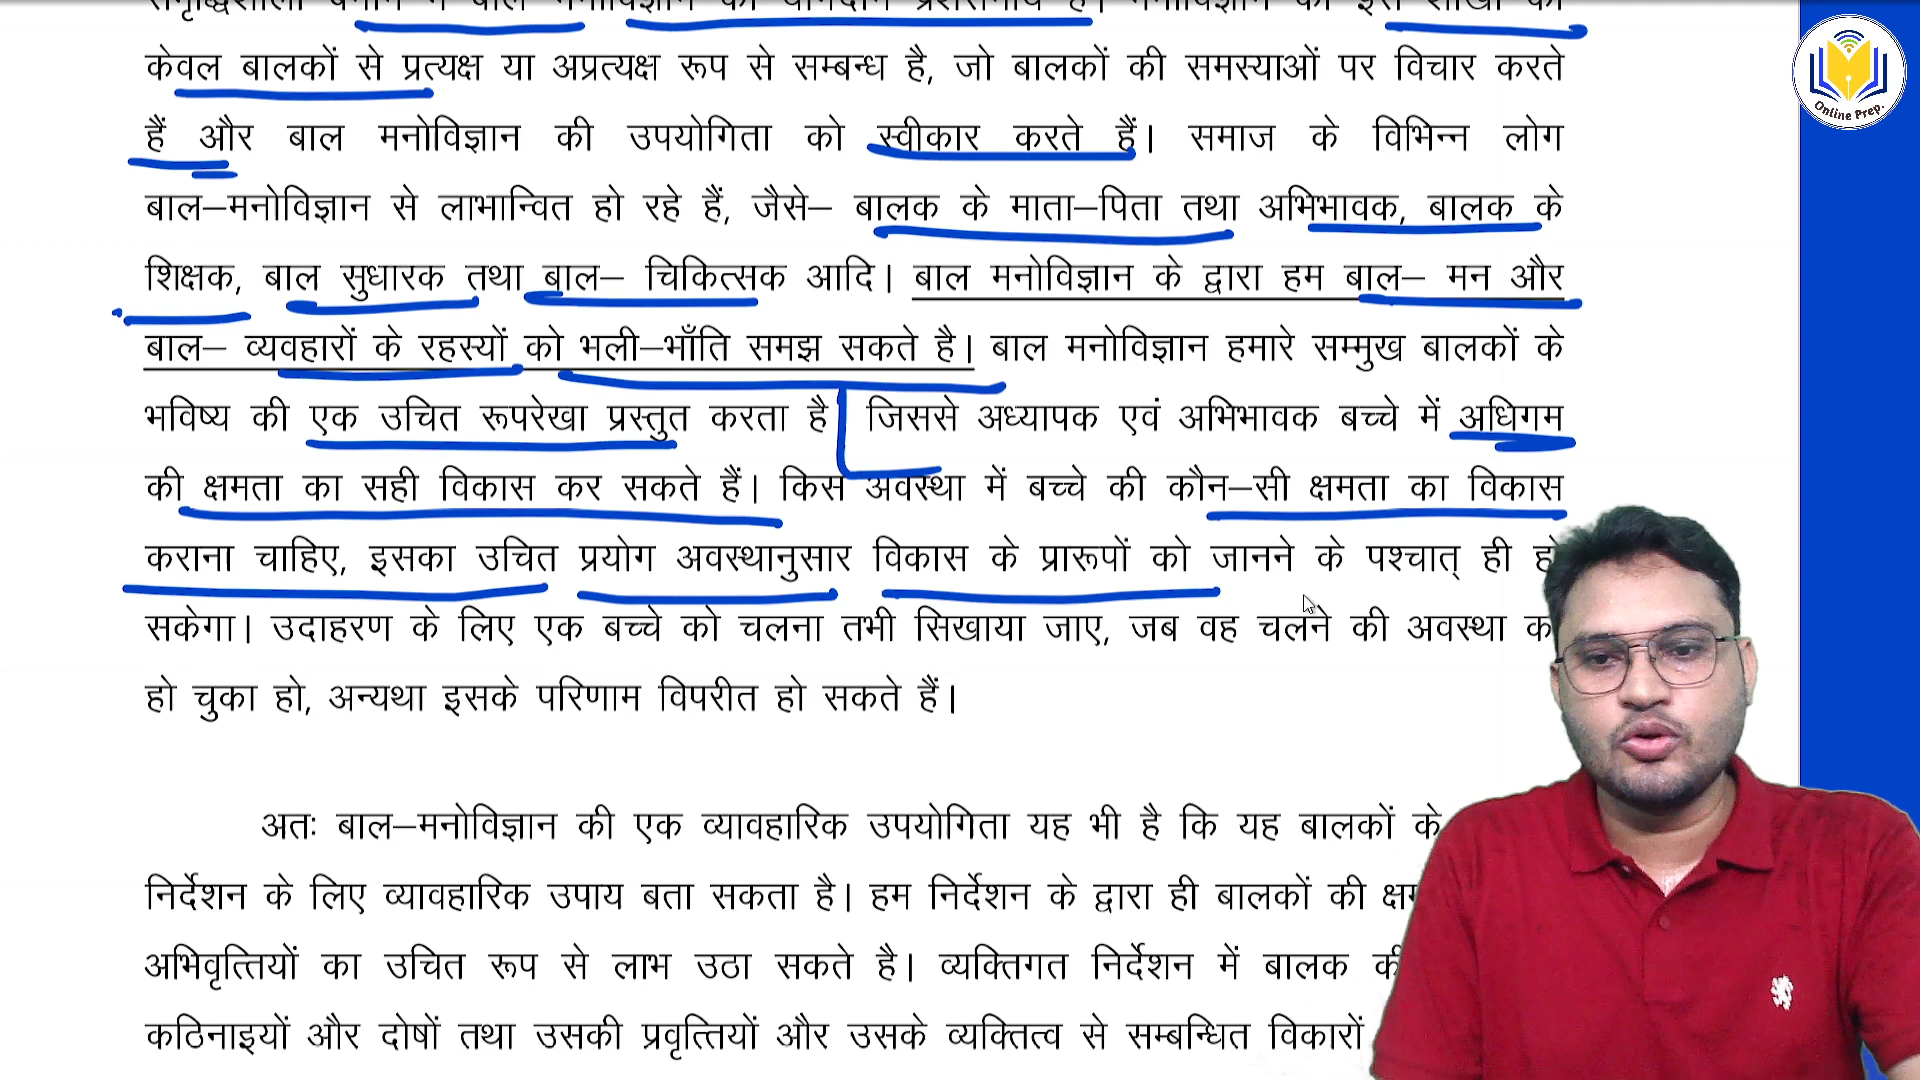 बाल मनोविज्ञान का योगदान प्रशंसनीय है। मनोविज्ञान की इस शाखा का
केवल बालकों से प्रत्यक्ष या अप्रत्यक्ष रूप से सम्बन्ध है, जो बालकों की समस्याओं पर विचार करते
हैं और बाल मनोविज्ञान की उपयोगिता को स्वीकार करते हैं। समाज के विभिन्न लोग
बाल–मनोविज्ञान से लाभान्वित हो रहे हैं, जैसे– बालक के माता–पिता तथा अभिभावक, बालक के
शिक्षक, बाल सुधारक तथा बाल– चिकित्सक आदि। बाल मनोविज्ञान के द्वारा हम बाल– मन और
बाल– व्यवहारों के रहस्यों को भली–भाँति समझ सकते है। बाल मनोविज्ञान हमारे सम्मुख बालकों के
भविष्य की एक उचित रूपरेखा प्रस्तुत करता है जिससे अध्यापक एवं अभिभावक बच्चे में अधिगम
की क्षमता का सही विकास कर सकते हैं। किस अवस्था में बच्चे की कौन–सी क्षमता का विकास
कराना चाहिए, इसका उचित प्रयोग अवस्थानुसार विकास के प्रारूपों को जानने के पश्चात् ही
सकेगा। उदाहरण के लिए एक बच्चे को चलना तभी सिखाया जाए, जब वह चलने की अवस्था
हो चुका हो, अन्यथा इसके परिणाम विपरीत हो सकते हैं।
अतः बाल–मनोविज्ञान की एक व्यावहारिक उपयोगिता यह भी है कि यह बालकों के
निर्देशन के लिए व्यावहारिक उपाय बता सकता है। हम निर्देशन के द्वारा ही बालकों की
अभिवृत्तियों का उचित रूप से लाभ उठा सकते है। व्यक्तिगत निर्देशन में बालक
कठिनाइयों और दोषों तथा उसकी प्रवृत्तियों और उसके व्यक्तित्व से सम्बन्धित विकारों
Online Prep.